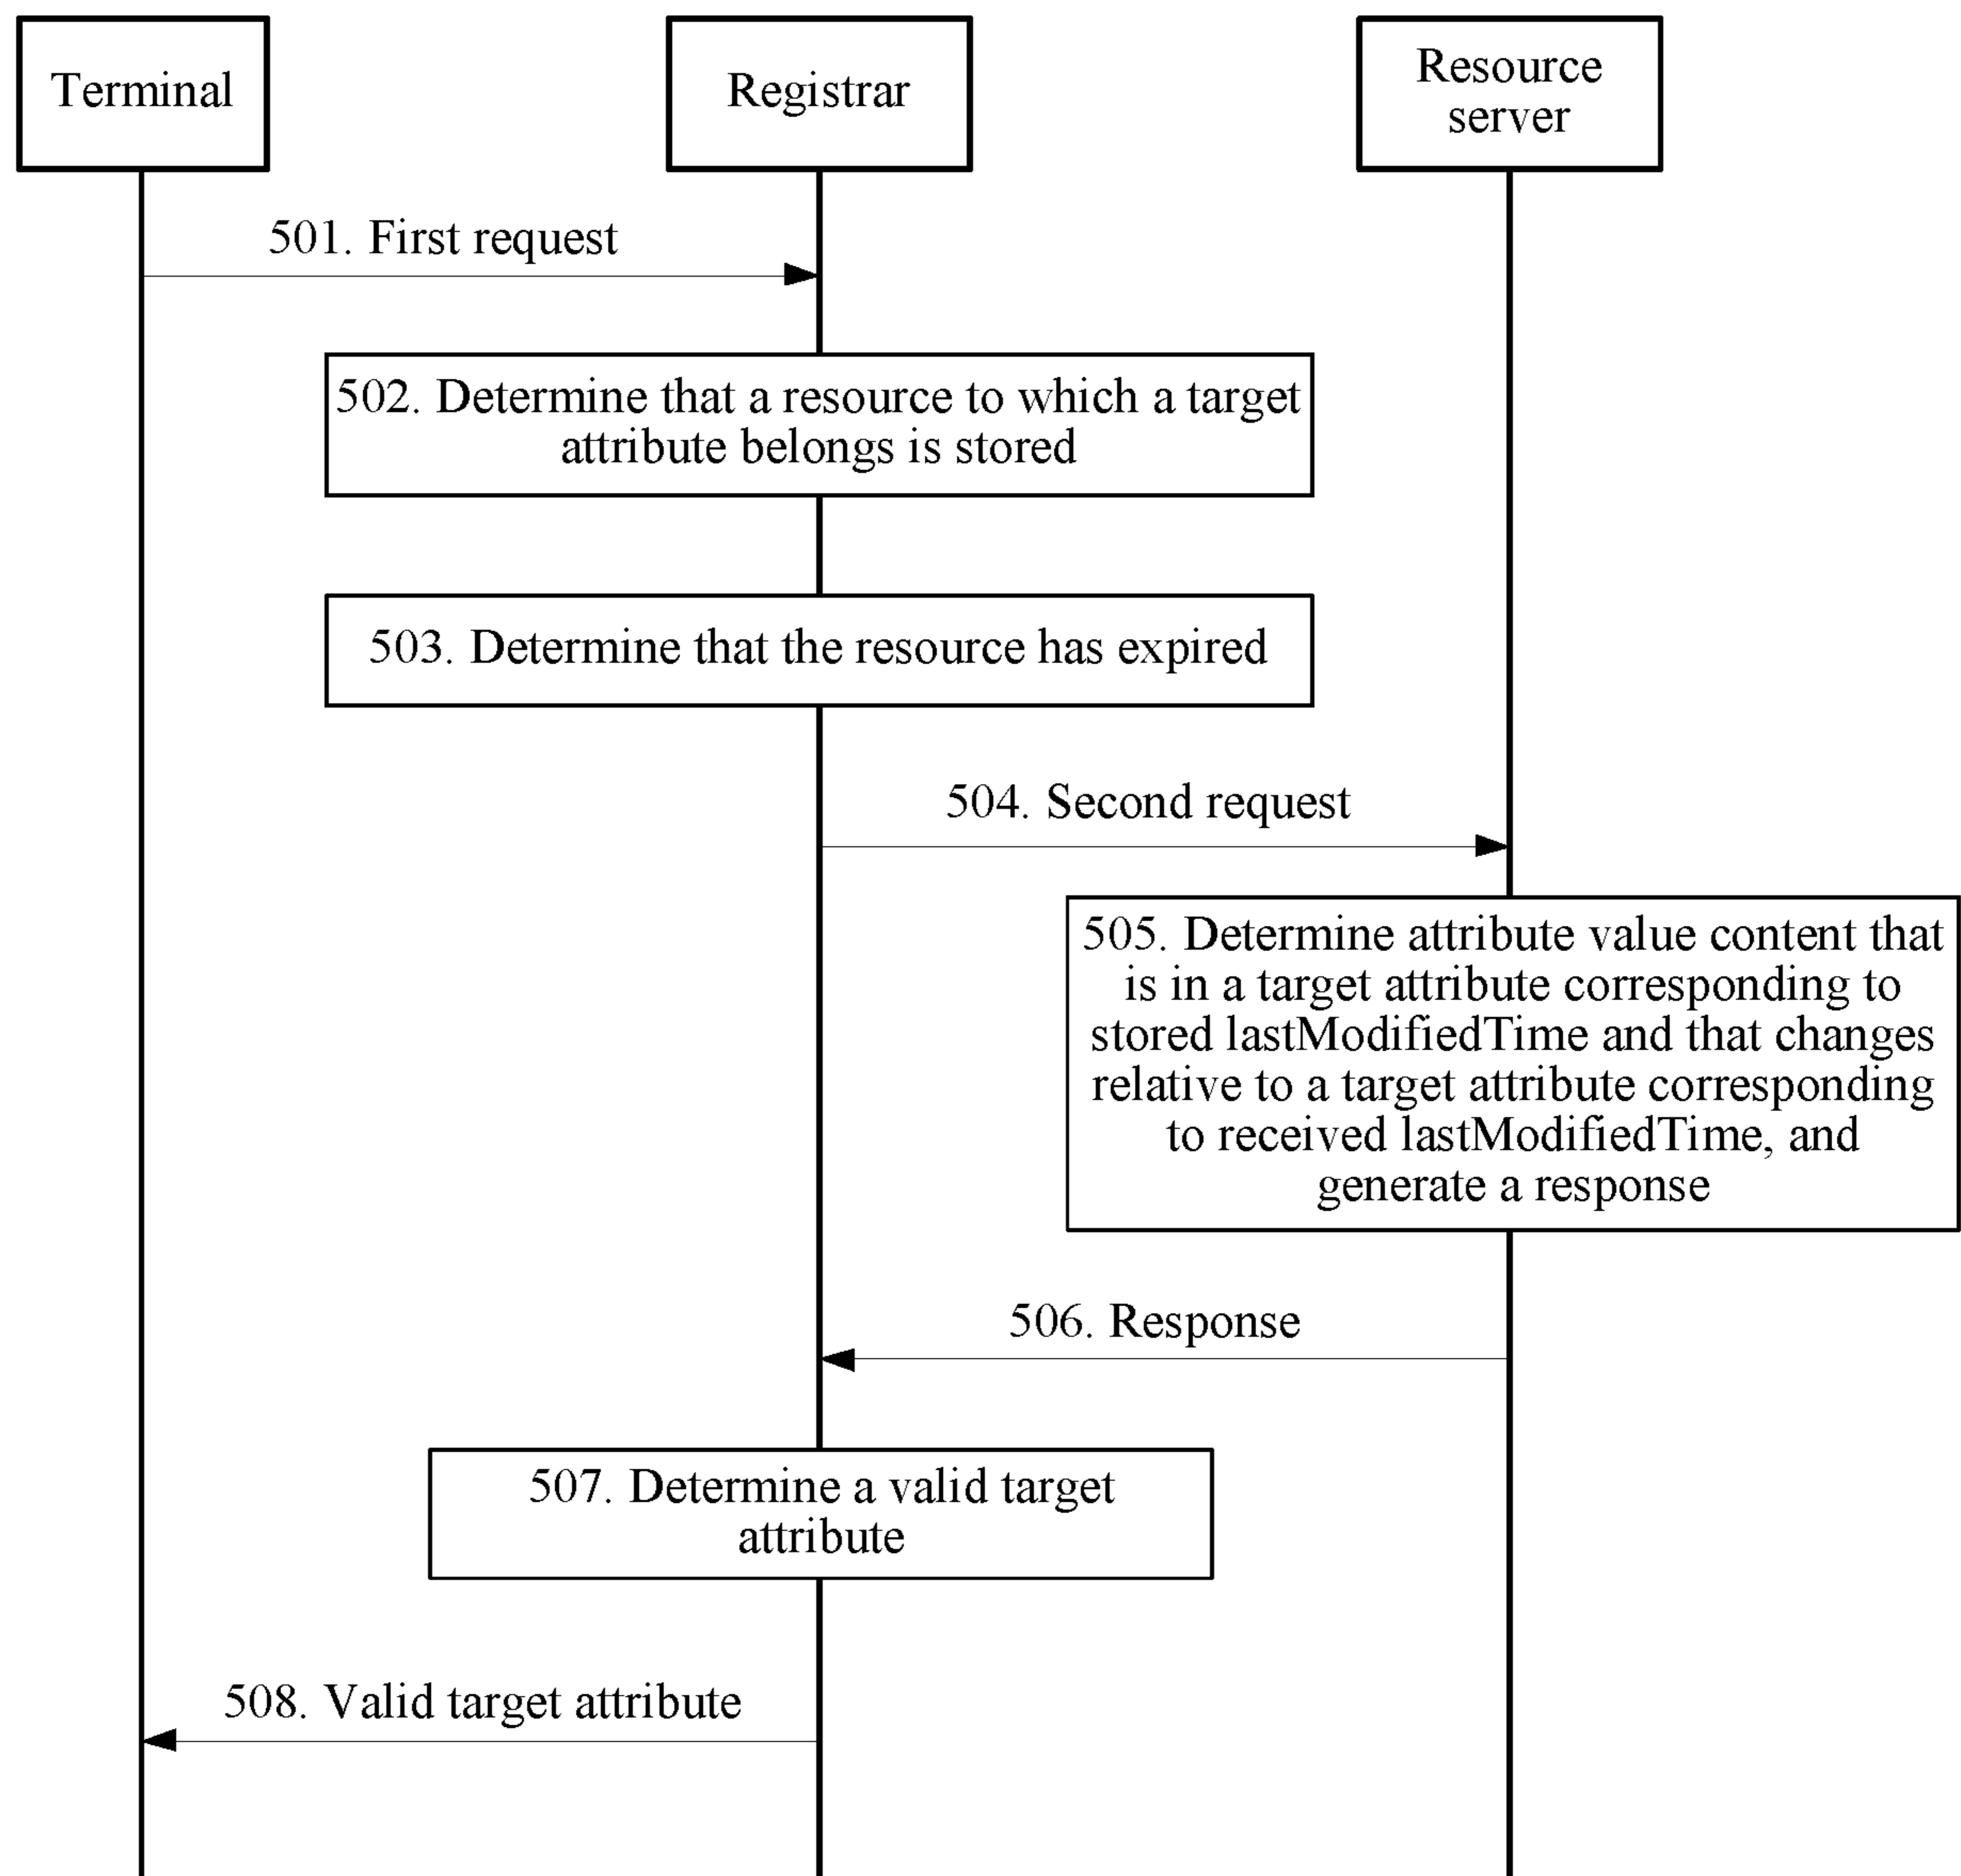 Terminal
Registrar
Resource
server
501. First request
502. Determine that a resource to which a target
attribute belongs is stored
503. Determine that the resource has expired
504. Second request
505. Determine attribute value content that
is in a target attribute corresponding to
stored lastModifiedTime and that changes
relative to a target attribute corresponding
to received lastModifiedTime, and
generate a response
506. Response
507. Determine a valid target
attribute
508. Valid target attribute